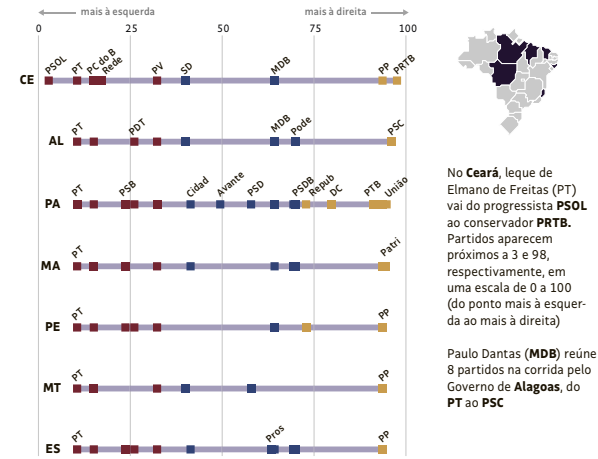 mais à esquerda
mais à direita
0 25 50 75 100
CE PSOL PT PC do B Rede PV SD MDB PP PRTB
AL PT PDT MDB Pode PSC
PA PT PSB Cidad Avante PSD PSDB Repub DC PTB União
MA PT Patri
PE PT PP
MT PT PP
ES PT Pros PP
No Ceará, leque de
Elmano de Freitas (PT)
vai do progressista PSOL
ao conservador PRTB.
Partidos aparecem
próximos a 3 e 98,
respectivamente, em
uma escala de 0 a 100
(do ponto mais à esquer-
da ao mais à direita)
Paulo Dantas (MDB) reúne
8 partidos na corrida pelo
Governo de Alagoas, do
PT ao PSC